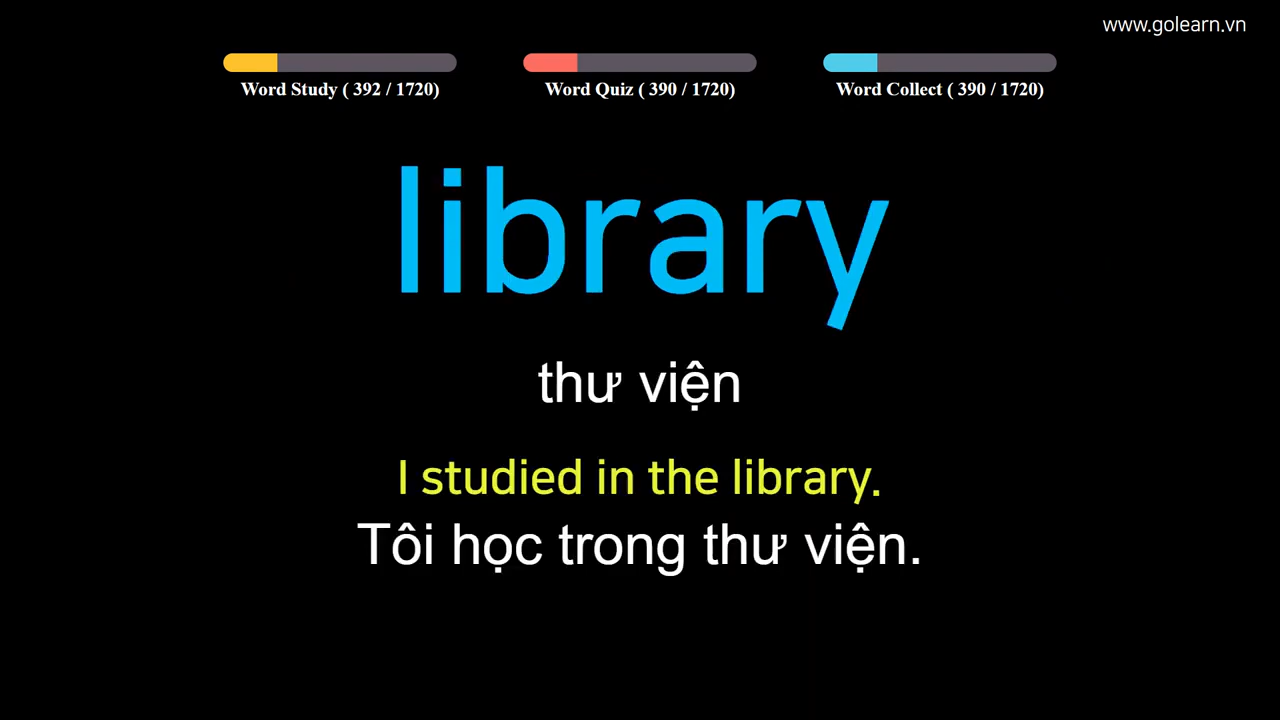 www.golearn.vn
Word Study ( 392 / 1720) Word Quiz ( 390 / 1720) Word Collect ( 390 / 1720)
library
thư viện
I studied in the library.
Tôi học trong thư viện.